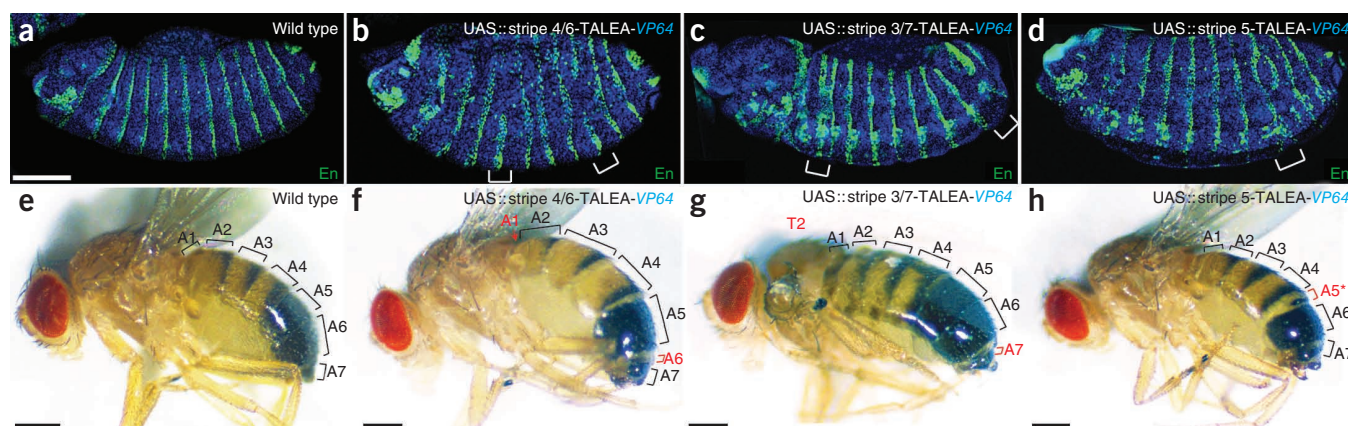 a Wild type
En
b UAS::stripe 4/6-TALEA-VP64
c UAS::stripe 3/7-TALEA-VP64
En
d UAS::stripe 5-TALEA-VP64
En
e Wild type
A1
A2
A3
A4
A5
A6
A7
f UAS::stripe 4/6-TALEA-VP64
A1
A2
A3
A4
A5
A6
A7
g UAS::stripe 3/7-TALEA-VP64
T2
A1
A2
A3
A4
A5
A6
A7
h UAS::stripe 5-TALEA-VP64
A1
A2
A3
A4
A5*
A6
A7